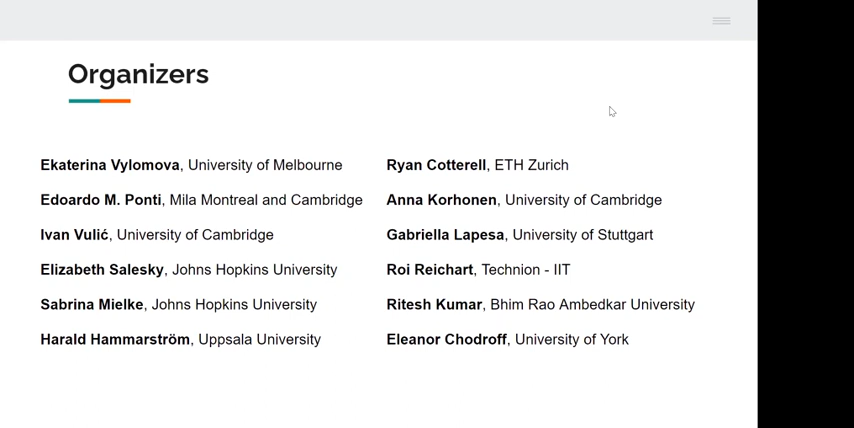 Organizers
Ekaterina Vylomova, University of Melbourne
Edoardo M. Ponti, Mila Montreal and Cambridge
Ivan Vulić, University of Cambridge
Elizabeth Salesky, Johns Hopkins University
Sabrina Mielke, Johns Hopkins University
Harald Hammarström, Uppsala University
Ryan Cotterell, ETH Zurich
Anna Korhonen, University of Cambridge
Gabriella Lapesa, University of Stuttgart
Roi Reichart, Technion - IIT
Ritesh Kumar, Bhim Rao Ambedkar University
Eleanor Chodroff, University of York